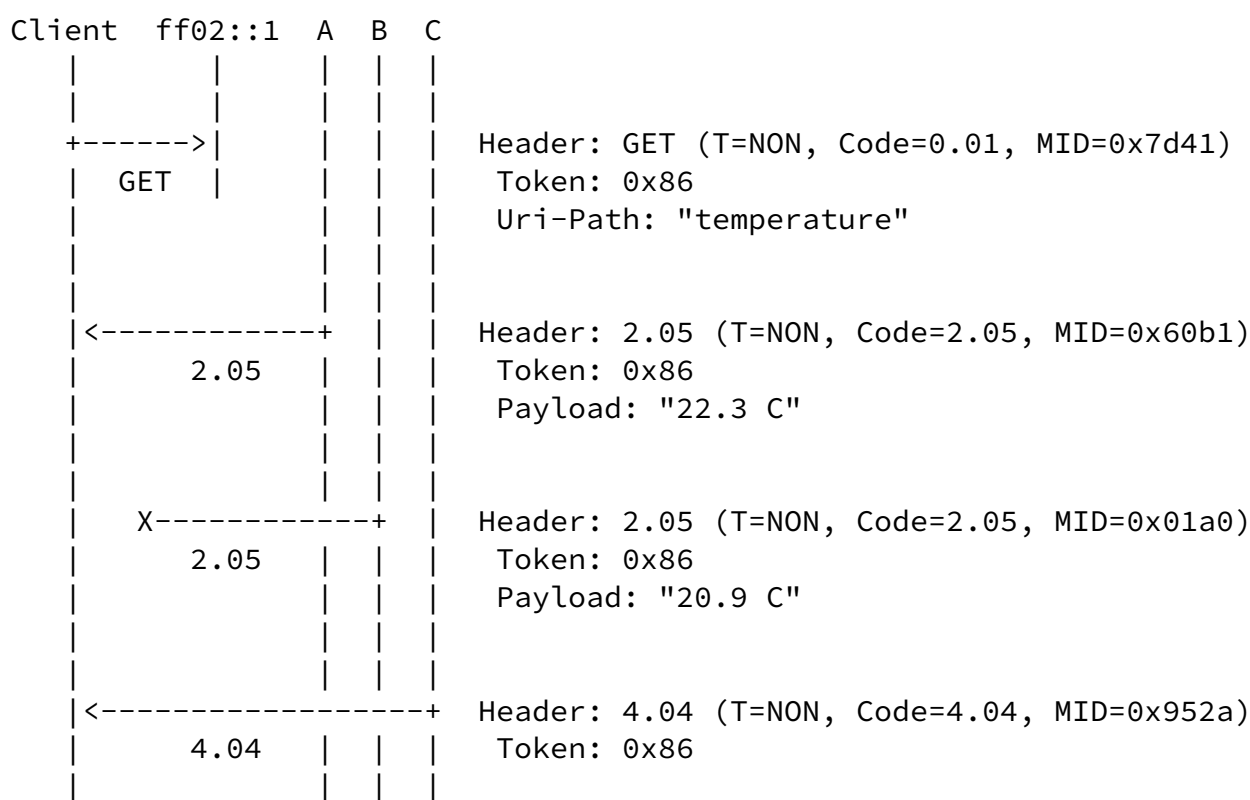 Client  ff02::1  A  B  C
Header: GET (T=NON, Code=0.01, MID=0x7d41)
GET Token: 0x86
Uri-Path: "temperature"
Header: 2.05 (T=NON, Code=2.05, MID=0x60b1)
2.05 Token: 0x86
Payload: "22.3 C"
X Header: 2.05 (T=NON, Code=2.05, MID=0x01a0)
2.05 Token: 0x86
Payload: "20.9 C"
Header: 4.04 (T=NON, Code=4.04, MID=0x952a)
4.04 Token: 0x86